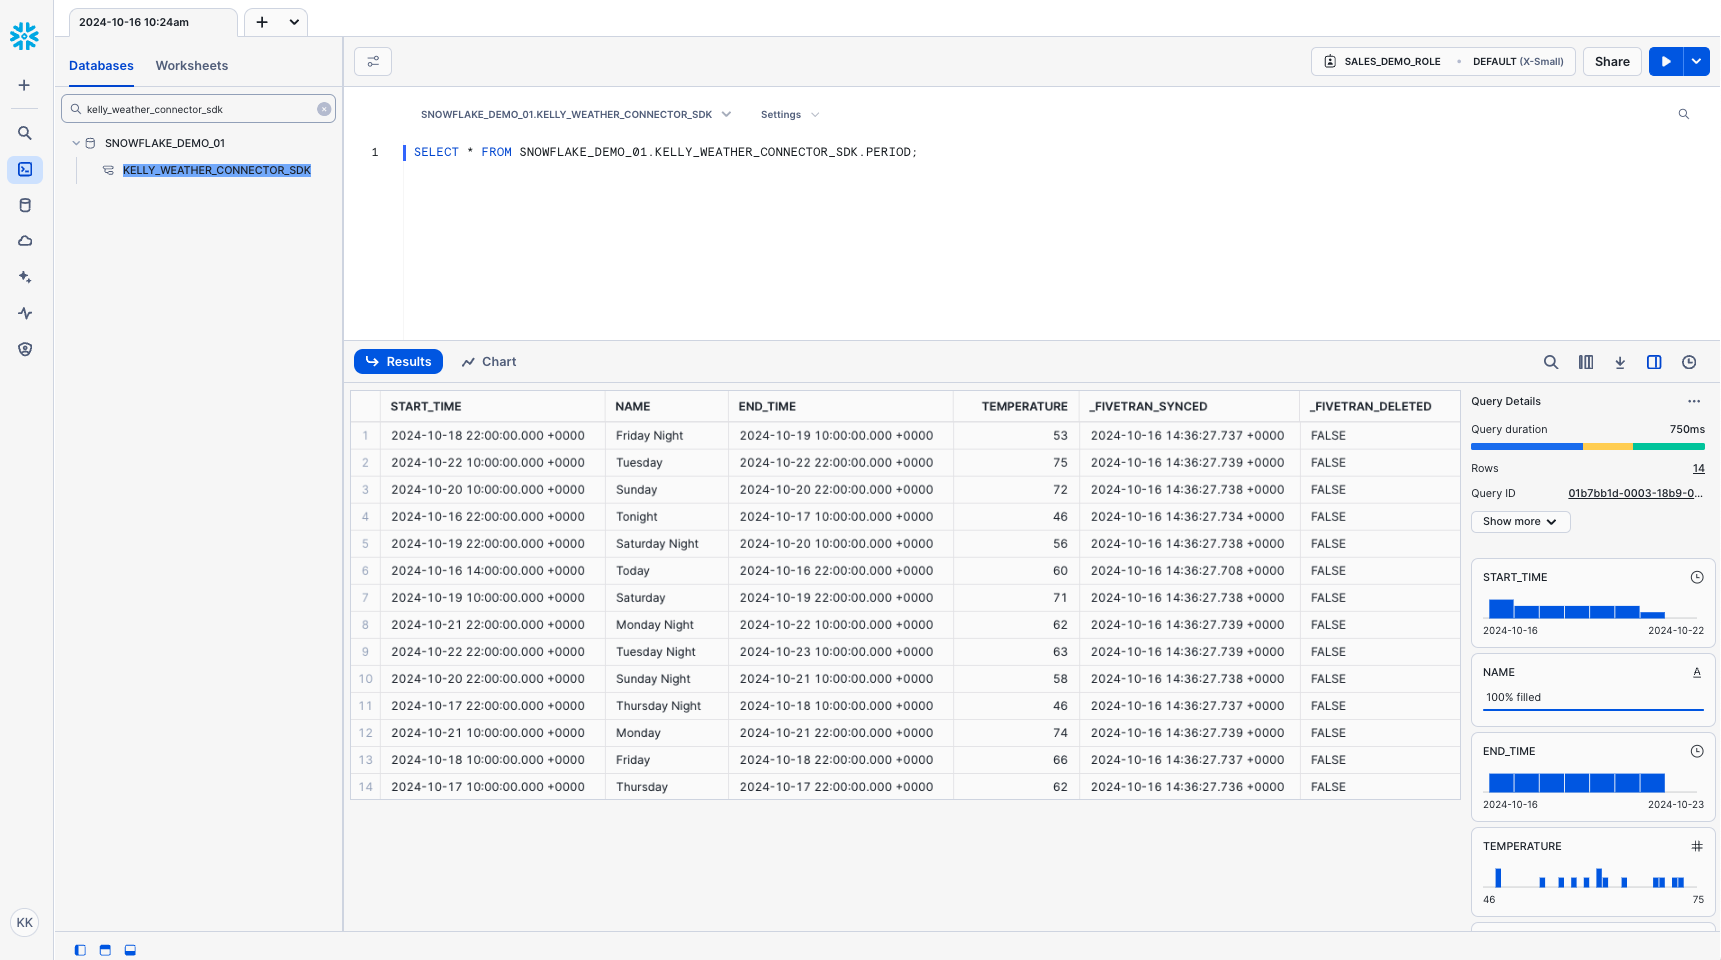 2024-10-16 10:24am
Databases Worksheets
kelly_weather_connector_sdk
SNOWFLAKE_DEMO_01
KELLY_WEATHER_CONNECTOR_SDK
KK
SALES_DEMO_ROLE • DEFAULT (X-Small)
Share
SNOWFLAKE_DEMO_01.KELLY_WEATHER_CONNECTOR_SDK Settings
1 SELECT * FROM SNOWFLAKE_DEMO_01.KELLY_WEATHER_CONNECTOR_SDK.PERIOD;
Results Chart
START_TIME NAME END_TIME TEMPERATURE _FIVETRAN_SYNCED _FIVETRAN_DELETED
1 2024-10-18 22:00:00.000 +0000 Friday Night 2024-10-19 10:00:00.000 +0000 53 2024-10-16 14:36:27.737 +0000 FALSE
2 2024-10-22 10:00:00.000 +0000 Tuesday 2024-10-22 22:00:00.000 +0000 75 2024-10-16 14:36:27.739 +0000 FALSE
3 2024-10-20 10:00:00.000 +0000 Sunday 2024-10-20 22:00:00.000 +0000 72 2024-10-16 14:36:27.738 +0000 FALSE
4 2024-10-16 22:00:00.000 +0000 Tonight 2024-10-17 10:00:00.000 +0000 46 2024-10-16 14:36:27.734 +0000 FALSE
5 2024-10-19 22:00:00.000 +0000 Saturday Night 2024-10-20 10:00:00.000 +0000 56 2024-10-16 14:36:27.738 +0000 FALSE
6 2024-10-16 14:00:00.000 +0000 Today 2024-10-16 22:00:00.000 +0000 60 2024-10-16 14:36:27.708 +0000 FALSE
7 2024-10-19 10:00:00.000 +0000 Saturday 2024-10-19 22:00:00.000 +0000 71 2024-10-16 14:36:27.738 +0000 FALSE
8 2024-10-21 22:00:00.000 +0000 Monday Night 2024-10-22 10:00:00.000 +0000 62 2024-10-16 14:36:27.739 +0000 FALSE
9 2024-10-22 22:00:00.000 +0000 Tuesday Night 2024-10-23 10:00:00.000 +0000 63 2024-10-16 14:36:27.739 +0000 FALSE
10 2024-10-20 22:00:00.000 +0000 Sunday Night 2024-10-21 10:00:00.000 +0000 58 2024-10-16 14:36:27.738 +0000 FALSE
11 2024-10-17 22:00:00.000 +0000 Thursday Night 2024-10-18 10:00:00.000 +0000 46 2024-10-16 14:36:27.737 +0000 FALSE
12 2024-10-21 10:00:00.000 +0000 Monday 2024-10-21 22:00:00.000 +0000 74 2024-10-16 14:36:27.739 +0000 FALSE
13 2024-10-18 10:00:00.000 +0000 Friday 2024-10-18 22:00:00.000 +0000 66 2024-10-16 14:36:27.737 +0000 FALSE
14 2024-10-17 10:00:00.000 +0000 Thursday 2024-10-17 22:00:00.000 +0000 62 2024-10-16 14:36:27.736 +0000 FALSE
Query Details ...
Query duration 750ms
Rows 14
Query ID 01b7bb1d-0003-18b9-0...
Show more
START_TIME
2024-10-16 2024-10-22
NAME A
100% filled
END_TIME
2024-10-16 2024-10-23
TEMPERATURE #
46 75